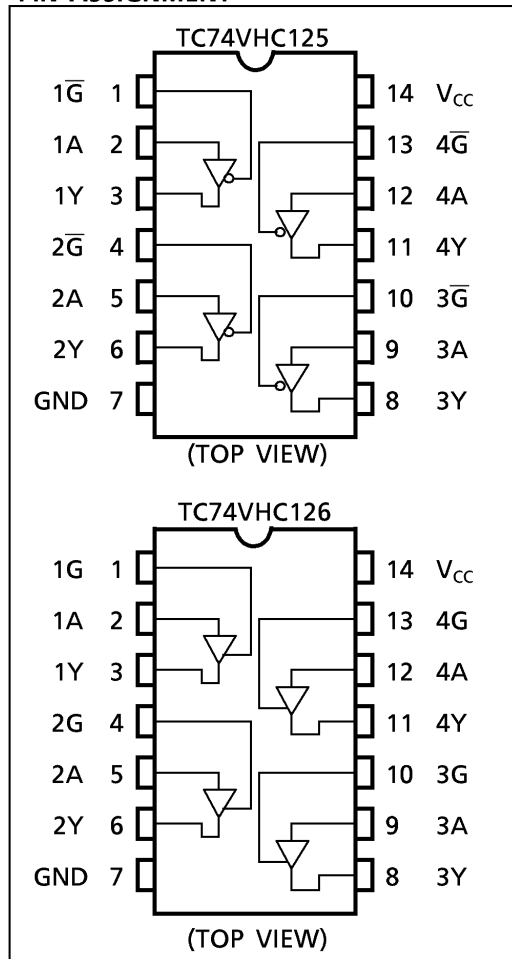 PIN ASSIGNMENT
TC74VHC125
1G̅ 1 14 VCC
1A 2 13 4G̅
1Y 3 12 4A
2G̅ 4 11 4Y
2A 5 10 3G̅
2Y 6 9 3A
GND 7 8 3Y
(TOP VIEW)
TC74VHC126
1G 1 14 VCC
1A 2 13 4G
1Y 3 12 4A
2G 4 11 4Y
2A 5 10 3G
2Y 6 9 3A
GND 7 8 3Y
(TOP VIEW)